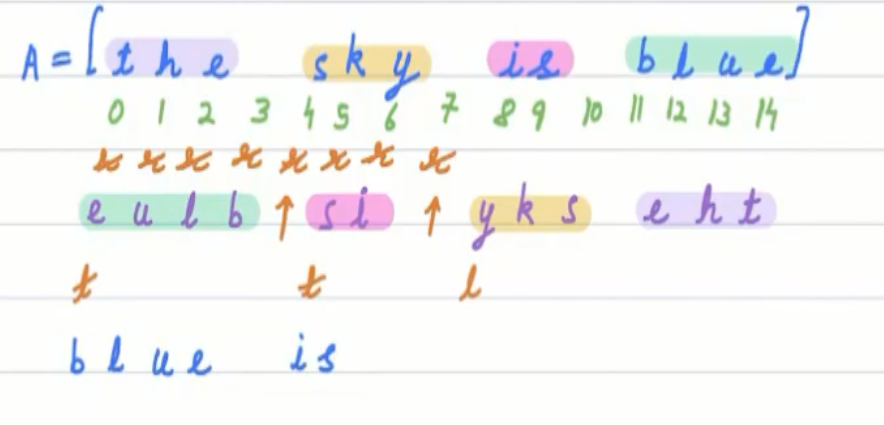 A = [ t h e s k y i s b l u e ]
0 1 2 3 4 5 6 7 8 9 10 11 12 13 14
e u l b ↑ s i ↑ y k s e h t
l
b l u e i s